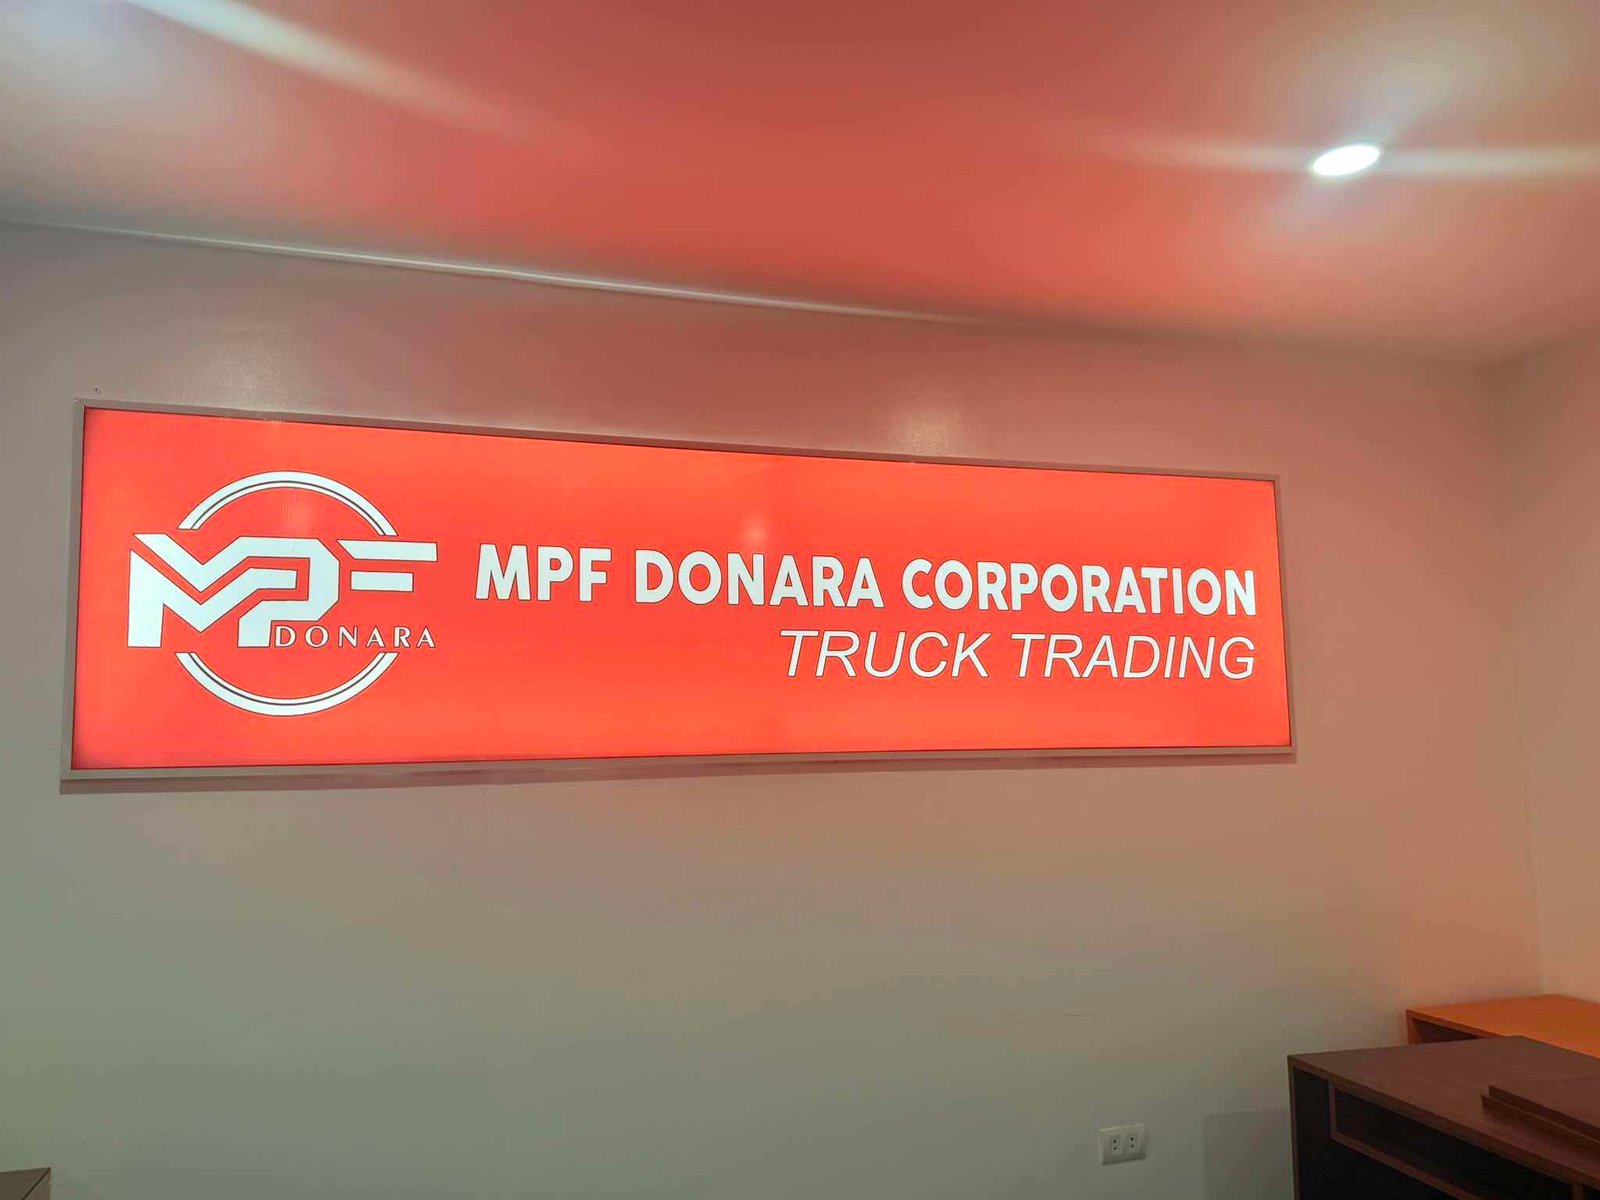 MPF
DONARA
MPF DONARA CORPORATION
TRUCK TRADING